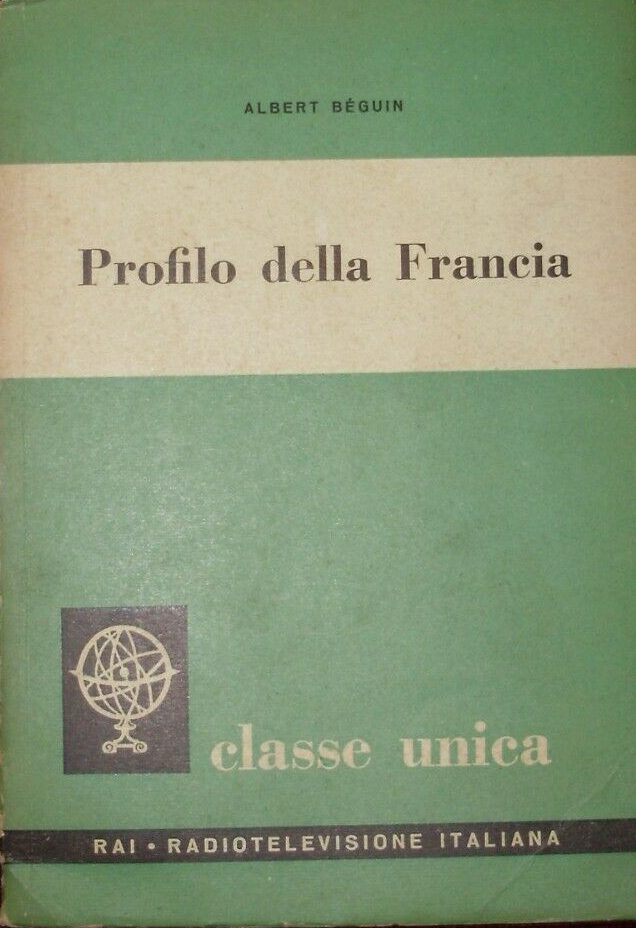 ALBERT BÉGUIN
Profilo della Francia
classe unica
RAI • RADIOTELEVISIONE ITALIANA